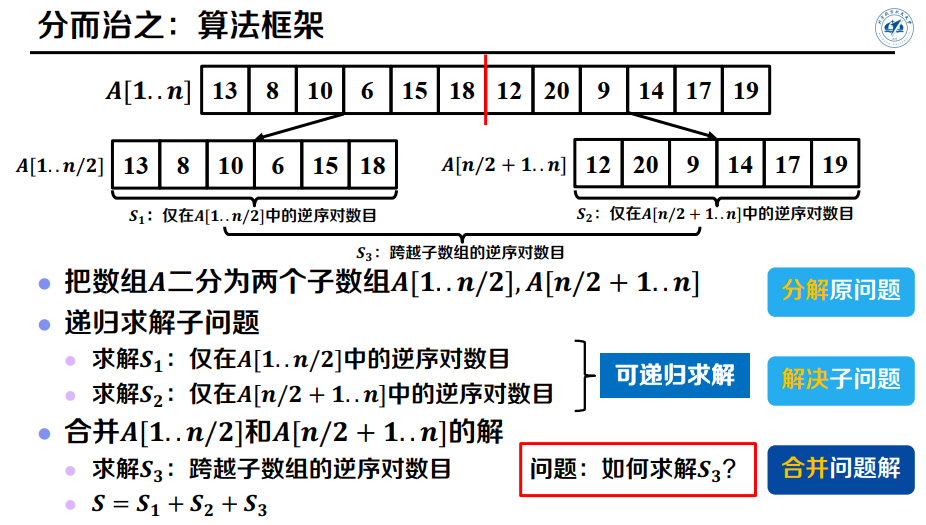 分而治之：算法框架
A[1..n] 13 8 10 6 15 18 12 20 9 14 17 19
A[1..n/2] 13 8 10 6 15 18 A[n/2 + 1..n] 12 20 9 14 17 19
S₁：仅在A[1..n/2]中的逆序对数目 S₂：仅在A[n/2 + 1..n]中的逆序对数目
S₃：跨越子数组的逆序对数目
把数组A二分为两个子数组A[1..n/2], A[n/2 + 1..n] 分解原问题
递归求解子问题
求解S₁：仅在A[1..n/2]中的逆序对数目
可递归求解 解决子问题
求解S₂：仅在A[n/2 + 1..n]中的逆序对数目
合并A[1..n/2]和A[n/2 + 1..n]的解
求解S₃：跨越子数组的逆序对数目 问题：如何求解S₃？ 合并问题解
S = S₁ + S₂ + S₃